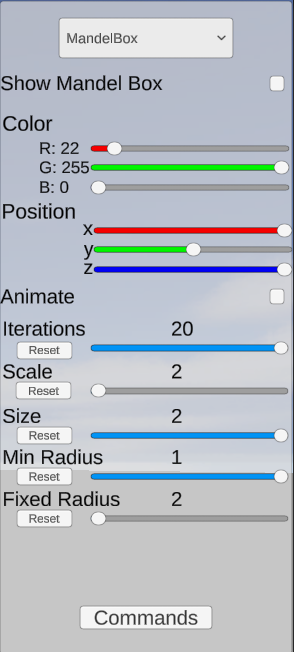 MandelBox
Show Mandel Box
Color
R: 22
G: 255
B: 0
Position
x
y
z
Animate
Iterations 20
Reset
Scale 2
Reset
Size 2
Reset
Min Radius 1
Reset
Fixed Radius 2
Reset
Commands